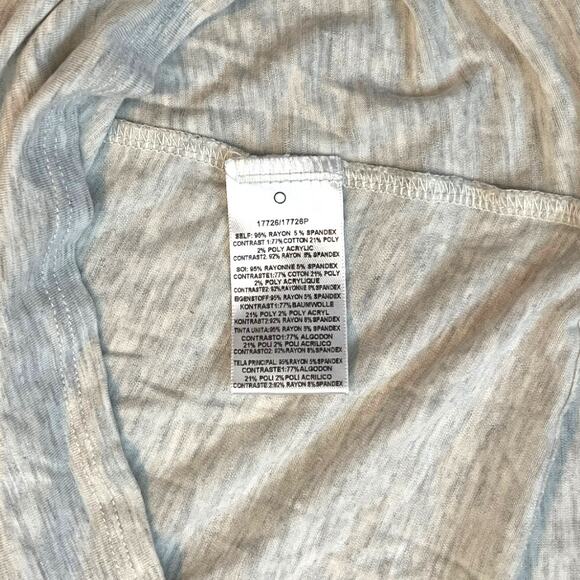 17726/17726P
SELF: 95% RAYON 5% SPANDEX
CONTRAST 1:77%COTTON 21% POLY
2% POLY ACRYLIC
CONTRAST2: 92% RAYON 8% SPANDEX
SOI: 95% RAYONNE 5% SPANDEX
CONTRASTE1:77% COTON 21% POLY
2% POLY ACRYLIQUE
CONTRASTE2: 92%RAYONNE 8% SPANDEX
EIGENSTOFF:95% RAYON 5% SPANDEX
KONTRAST1:77%BAUMWOLLE
21% POLY 2% POLY ACRYL
KONTRAST2:92% RAYON 8%SPANDEX
TINTA UNITA:95% RAYON 5% SPANDEX
CONTRASTO1:77% ALGODON
21% POLI 2% POLI ACRILICO
CONTRASTO2: 92% RAYON 8%SPANDEX
TELA PRINCIPAL: 95%RAYON 5%SPANDEX
CONTRASTE1:77%ALGODON
21% POLI 2% POLI ACRILICO
CONTRASTE 2:92% RAYON 8%SPANDEX